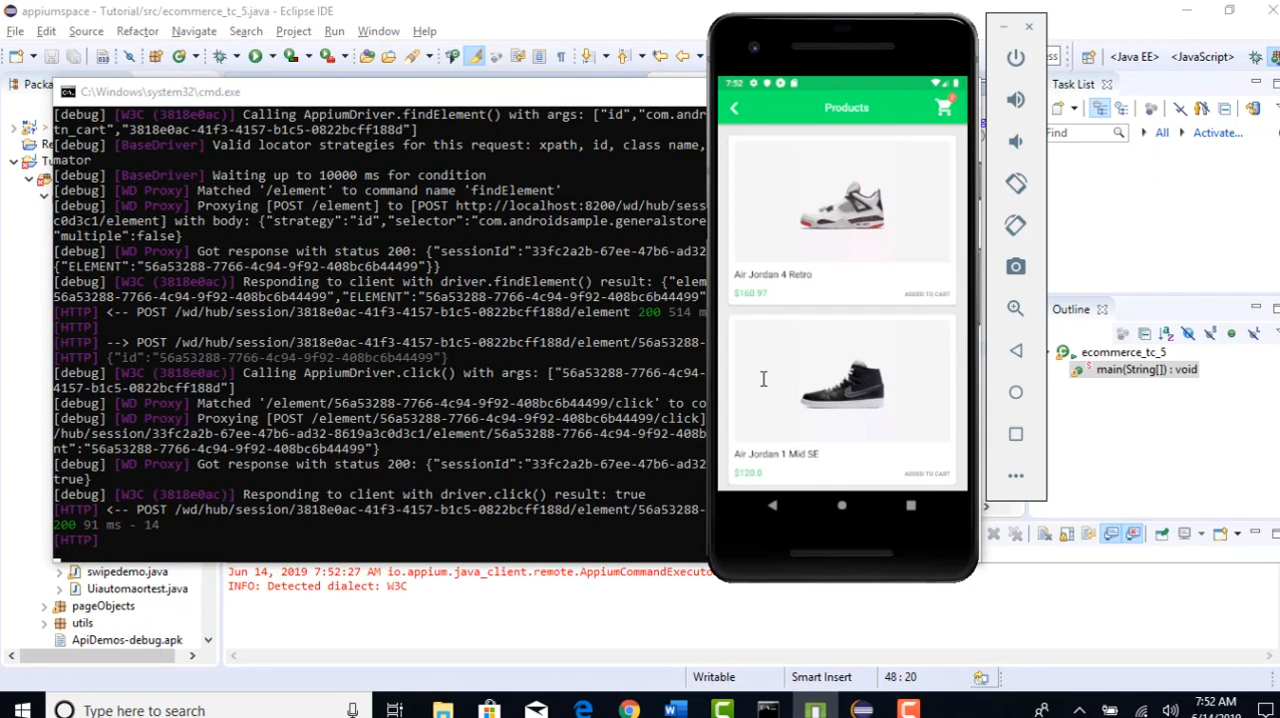 appiumspace - Tutorial/src/ecommerce_tc_5.java - Eclipse IDE
File Edit Source Refactor Navigate Search Project Run Window Help
<Java EE> <JavaScript>
Packa
C:\Windows\system32\cmd.exe
[debug] [W3C (3818e0ac)] Calling AppiumDriver.findElement() with args: ["id","com.andro
tn_cart","3818e0ac-41f3-4157-b1c5-0822bcff188d"]
[debug] [BaseDriver] Valid locator strategies for this request: xpath, id, class name,
mator
[debug] [BaseDriver] Waiting up to 10000 ms for condition
[debug] [WD Proxy] Matched '/element' to command name 'findElement'
[debug] [WD Proxy] Proxying [POST /element] to [POST http://localhost:8200/wd/hub/sess
c0d3c1/element] with body: {"strategy":"id","selector":"com.androidsample.generalstore
"multiple":false}
[debug] [WD Proxy] Got response with status 200: {"sessionId":"33fc2a2b-67ee-47b6-ad32
{"ELEMENT":"56a53288-7766-4c94-9f92-408bc6b44499"}}
[debug] [W3C (3818e0ac)] Responding to client with driver.findElement() result: {"elem
56a53288-7766-4c94-9f92-408bc6b44499","ELEMENT":"56a53288-7766-4c94-9f92-408bc6b44499"
[HTTP] <-- POST /wd/hub/session/3818e0ac-41f3-4157-b1c5-0822bcff188d/element 200 514 m
[HTTP]
[HTTP] --> POST /wd/hub/session/3818e0ac-41f3-4157-b1c5-0822bcff188d/element/56a53288-
[HTTP] {"id":"56a53288-7766-4c94-9f92-408bc6b44499"}
[debug] [W3C (3818e0ac)] Calling AppiumDriver.click() with args: ["56a53288-7766-4c94-
4157-b1c5-0822bcff188d"]
[debug] [WD Proxy] Matched '/element/56a53288-7766-4c94-9f92-408bc6b44499/click' to co
[debug] [WD Proxy] Proxying [POST /element/56a53288-7766-4c94-9f92-408bc6b44499/click]
/hub/session/33fc2a2b-67ee-47b6-ad32-8619a3c0d3c1/element/56a53288-7766-4c94-9f92-408b
nt":"56a53288-7766-4c94-9f92-408bc6b44499"}
[debug] [WD Proxy] Got response with status 200: {"sessionId":"33fc2a2b-67ee-47b6-ad32
true}
[debug] [W3C (3818e0ac)] Responding to client with driver.click() result: true
[HTTP] <-- POST /wd/hub/session/3818e0ac-41f3-4157-b1c5-0822bcff188d/element/56a53288-
200 91 ms - 14
[HTTP]
7:52
Products
Air Jordan 4 Retro
$160.97 ADDED TO CART
Air Jordan 1 Mid SE
$120.0 ADDED TO CART
Task List
Find All Activate...
Outline
ecommerce_tc_5
main(String[]) : void
swipedemo.java
Uiautomaortest.java
pageObjects
utils
ApiDemos-debug.apk
Jun 14, 2019 7:52:27 AM io.appium.java_client.remote.AppiumCommandExecutor
INFO: Detected dialect: W3C
Writable Smart Insert 48 : 20
Type here to search
7:52 AM